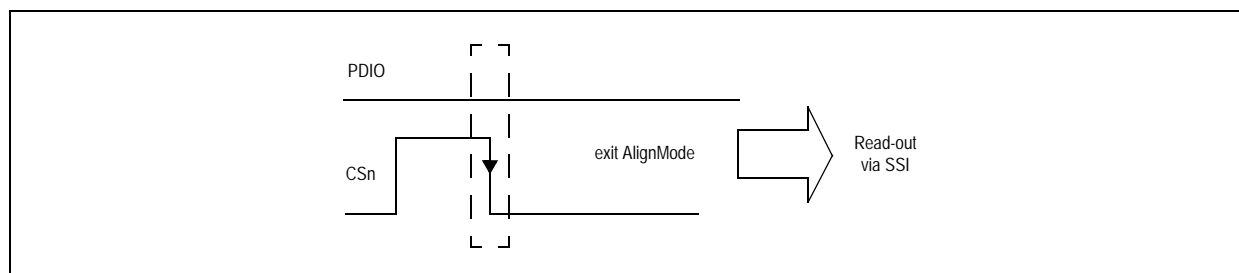 PDIO
exit AlignMode
Read-out
via SSI
CSn